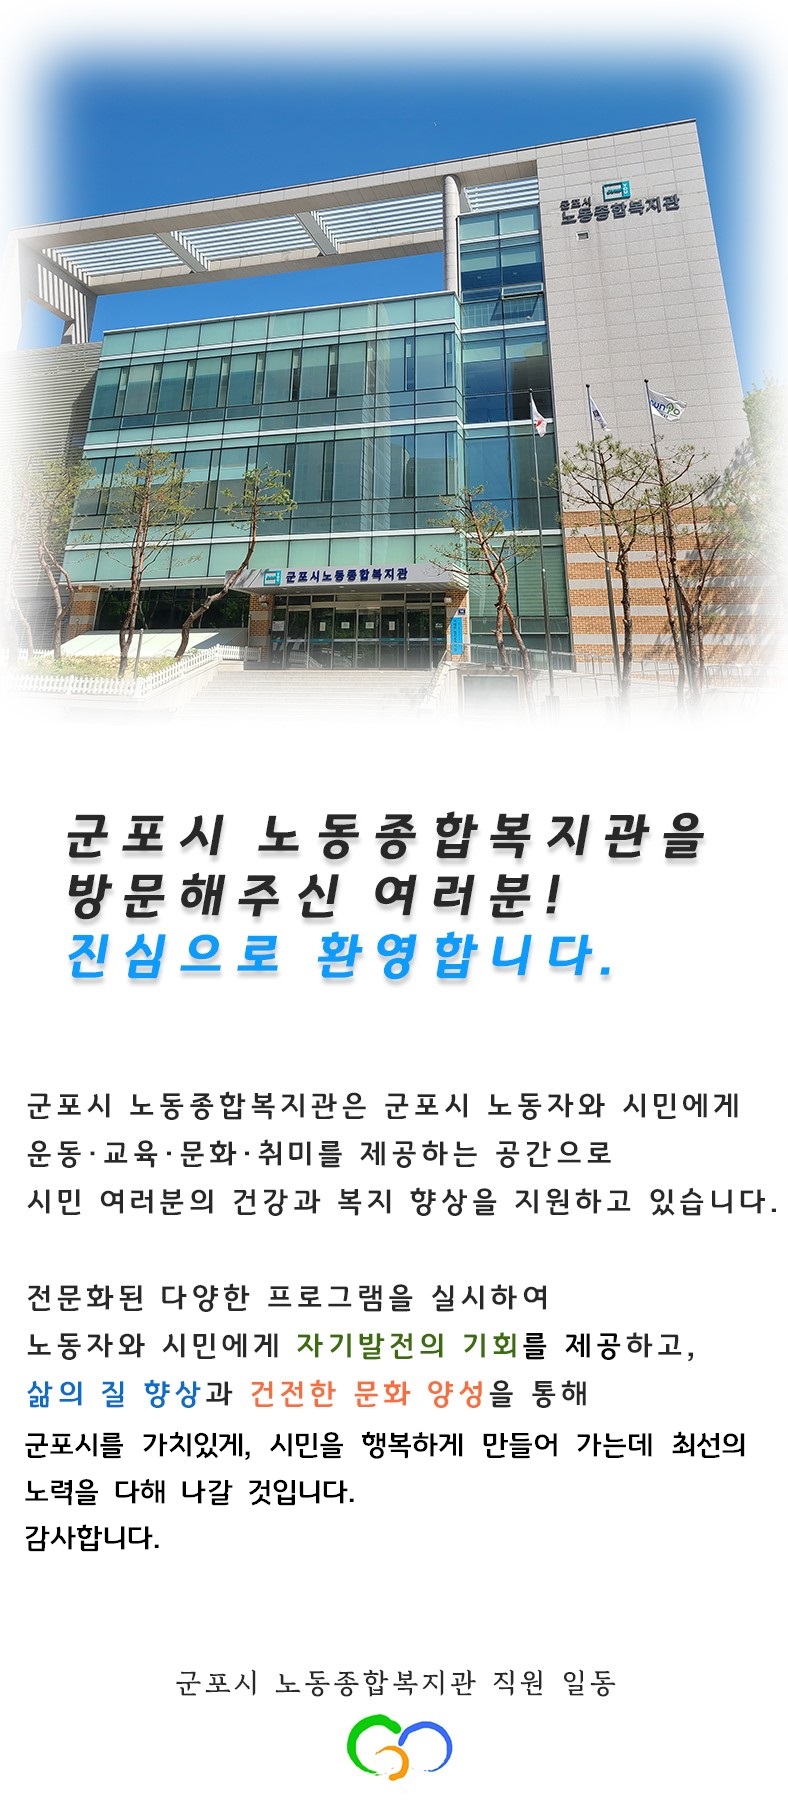 군포시
노동종합복지관
군포시노동종합복지관
군포시 노동종합복지관을
방문해주신 여러분!
진심으로 환영합니다.
군포시 노동종합복지관은 군포시 노동자와 시민에게
운동·교육·문화·취미를 제공하는 공간으로
시민 여러분의 건강과 복지 향상을 지원하고 있습니다.
전문화된 다양한 프로그램을 실시하여
노동자와 시민에게 자기발전의 기회를 제공하고,
삶의 질 향상과 건전한 문화 양성을 통해
군포시를 가치있게, 시민을 행복하게 만들어 가는데 최선의
노력을 다해 나갈 것입니다.
감사합니다.
군포시 노동종합복지관 직원 일동